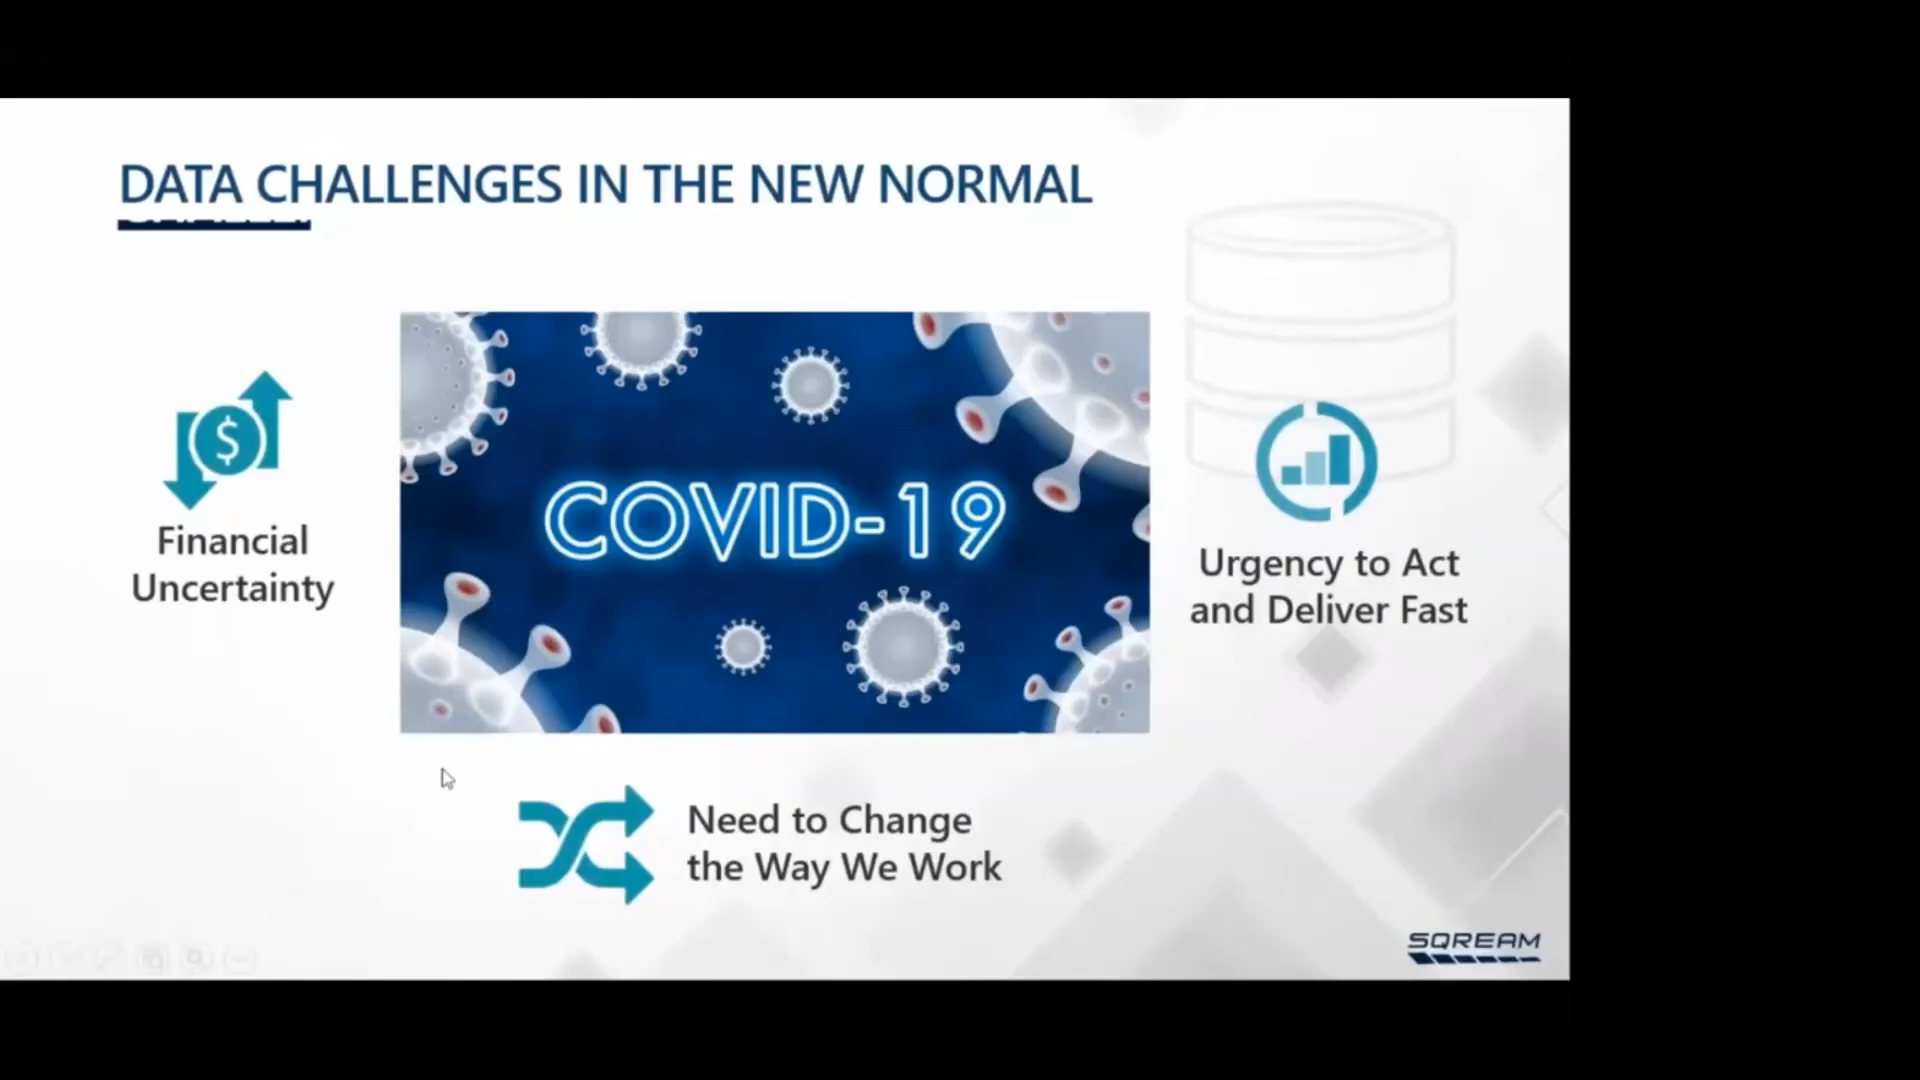 DATA CHALLENGES IN THE NEW NORMAL
$
Financial
Uncertainty
COVID-19
Urgency to Act
and Deliver Fast
Need to Change
the Way We Work
SQREAM